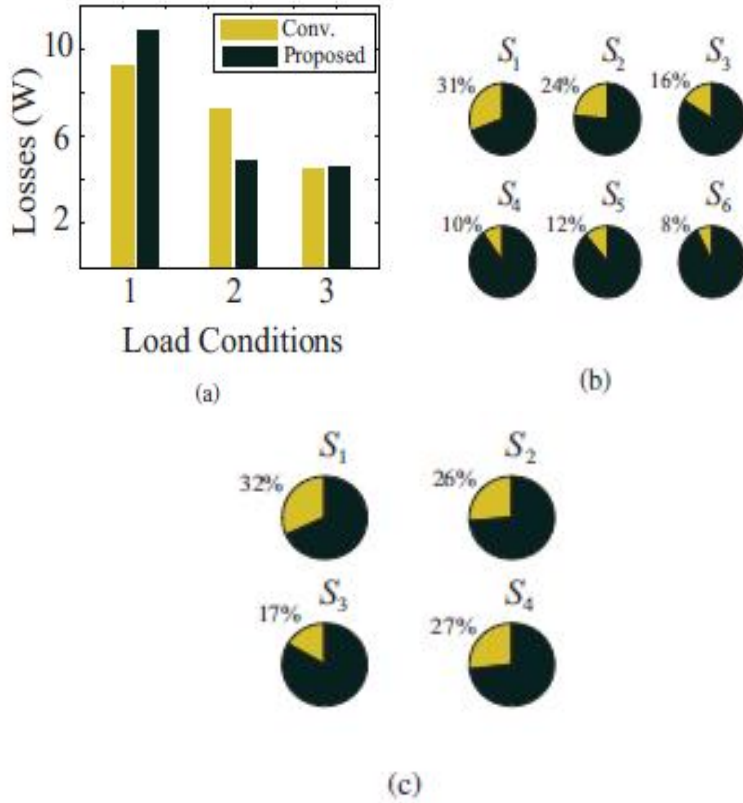 10
6
2
Losses (W)
Conv.
Proposed
1 2 3
Load Conditions
(a)
S1 S2 S3
31% 24% 16%
S4 S5 S6
10% 12% 8%
(b)
S1 S2
32% 26%
S3 S4
17% 27%
(c)